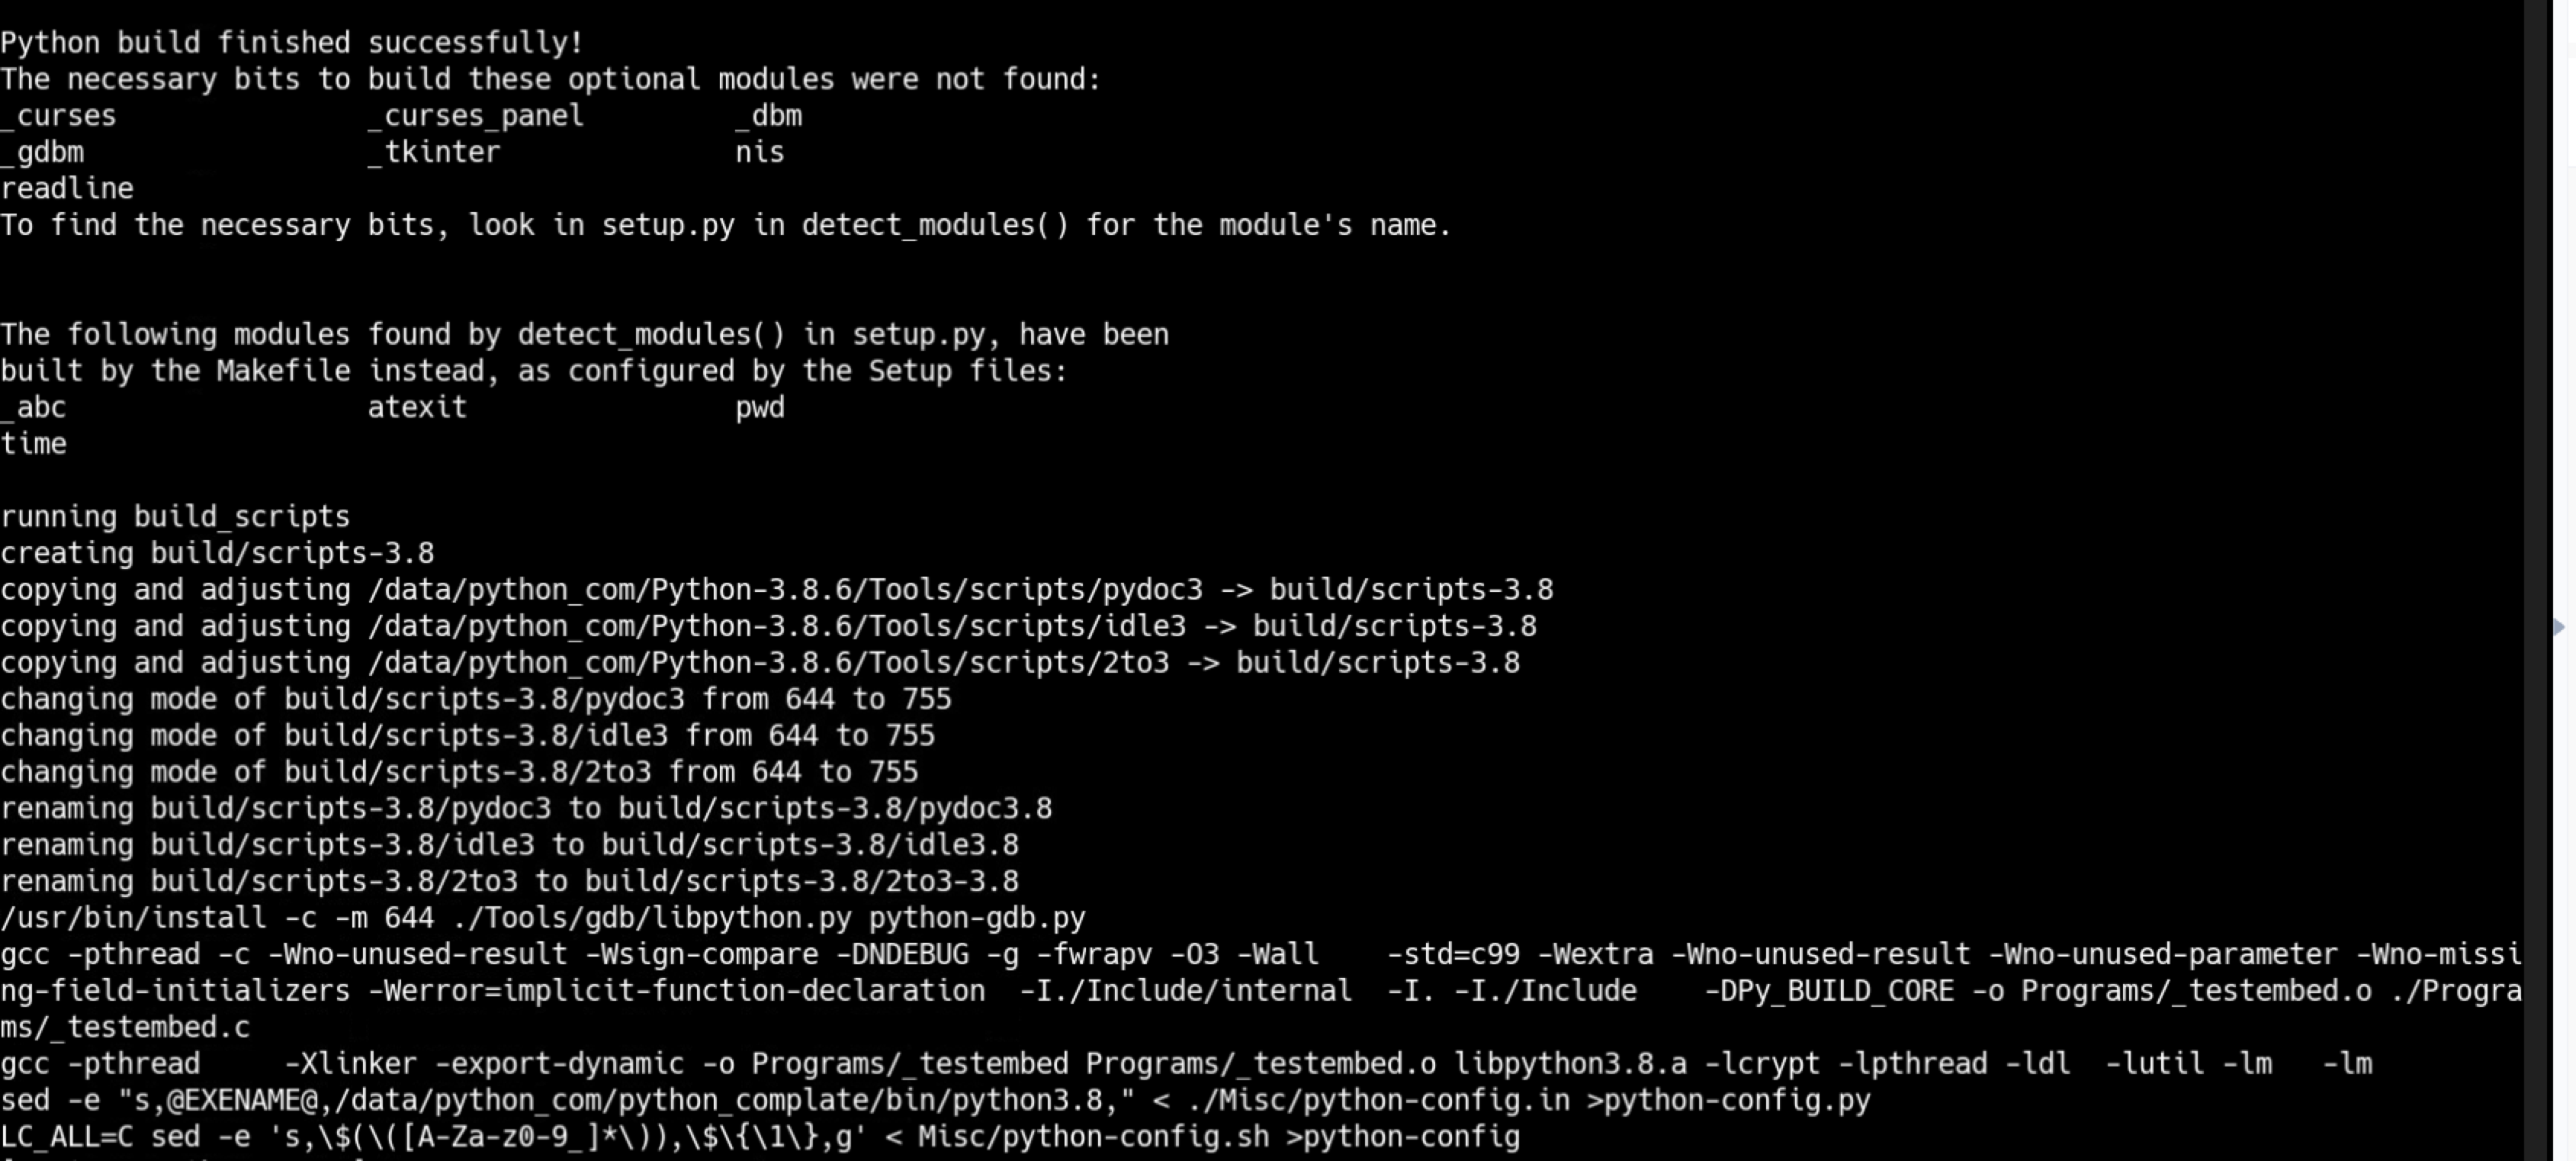 Python build finished successfully!
The necessary bits to build these optional modules were not found:
_curses               _curses_panel         _dbm
_gdbm                 _tkinter              nis
readline
To find the necessary bits, look in setup.py in detect_modules() for the module's name.
The following modules found by detect_modules() in setup.py, have been
built by the Makefile instead, as configured by the Setup files:
_abc                  atexit                pwd
time
running build_scripts
creating build/scripts-3.8
copying and adjusting /data/python_com/Python-3.8.6/Tools/scripts/pydoc3 -> build/scripts-3.8
copying and adjusting /data/python_com/Python-3.8.6/Tools/scripts/idle3 -> build/scripts-3.8
copying and adjusting /data/python_com/Python-3.8.6/Tools/scripts/2to3 -> build/scripts-3.8
changing mode of build/scripts-3.8/pydoc3 from 644 to 755
changing mode of build/scripts-3.8/idle3 from 644 to 755
changing mode of build/scripts-3.8/2to3 from 644 to 755
renaming build/scripts-3.8/pydoc3 to build/scripts-3.8/pydoc3.8
renaming build/scripts-3.8/idle3 to build/scripts-3.8/idle3.8
renaming build/scripts-3.8/2to3 to build/scripts-3.8/2to3-3.8
/usr/bin/install -c -m 644 ./Tools/gdb/libpython.py python-gdb.py
gcc -pthread -c -Wno-unused-result -Wsign-compare -DNDEBUG -g -fwrapv -O3 -Wall    -std=c99 -Wextra -Wno-unused-result -Wno-unused-parameter -Wno-missi
ng-field-initializers -Werror=implicit-function-declaration  -I./Include/internal  -I. -I./Include    -DPy_BUILD_CORE -o Programs/_testembed.o ./Progra
ms/_testembed.c
gcc -pthread     -Xlinker -export-dynamic -o Programs/_testembed Programs/_testembed.o libpython3.8.a -lcrypt -lpthread -ldl  -lutil -lm   -lm
sed -e "s,@EXENAME@,/data/python_com/python_complate/bin/python3.8," < ./Misc/python-config.in >python-config.py
LC_ALL=C sed -e 's,\$(\([A-Za-z0-9_]*\)),\$\{\1\},g' < Misc/python-config.sh >python-config